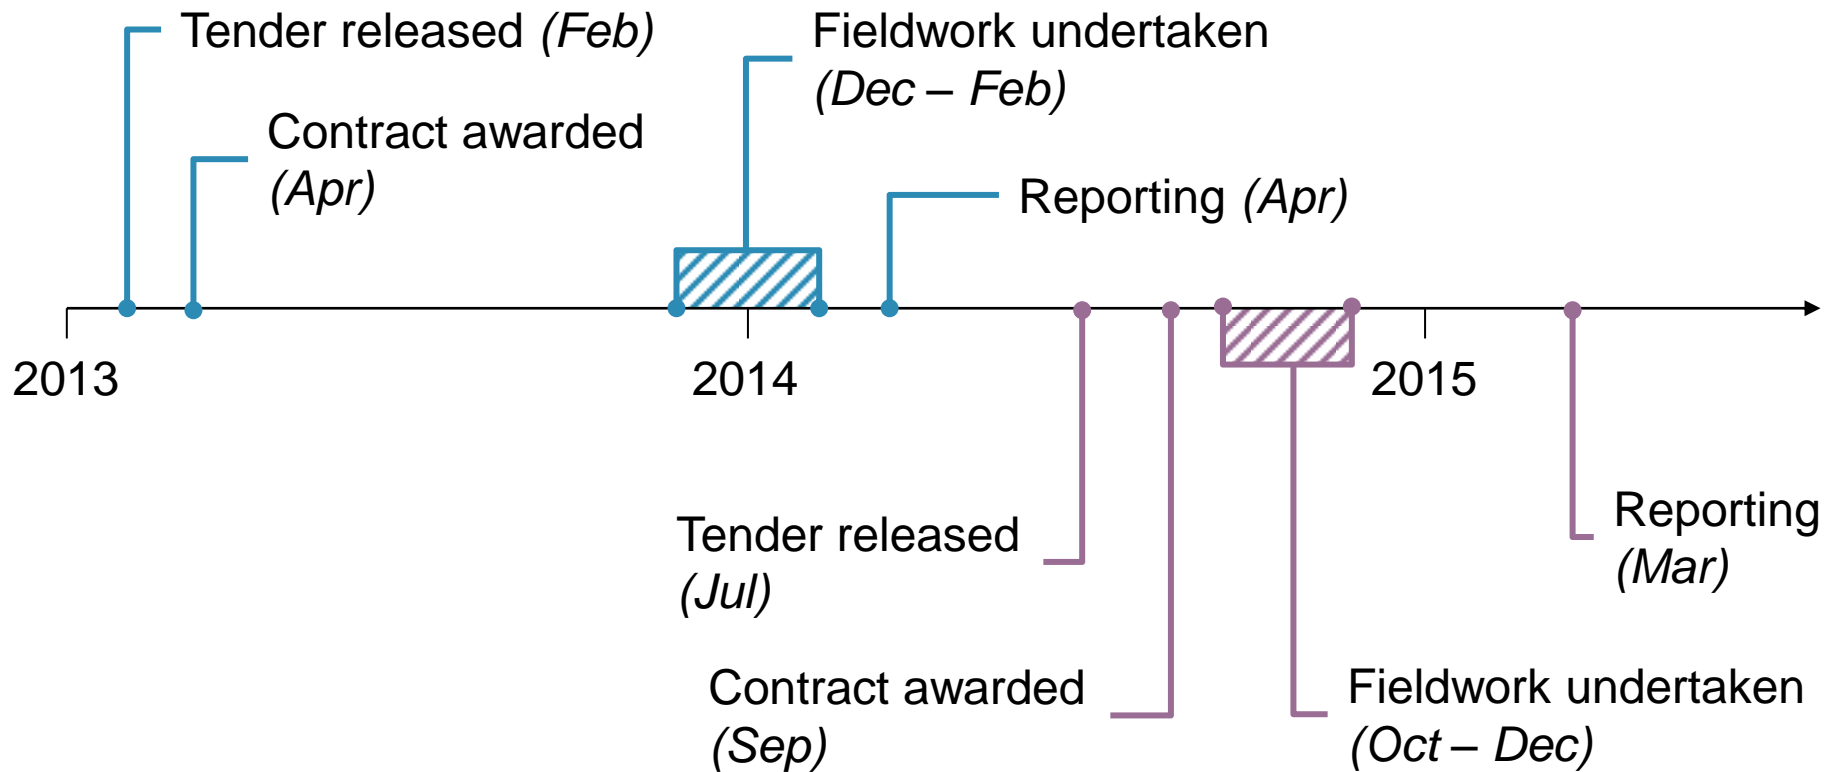 Tender released (Feb)
Fieldwork undertaken
(Dec – Feb)
Contract awarded
(Apr)
Reporting (Apr)
2013
2014
2015
Tender released
(Jul)
Reporting
(Mar)
Contract awarded
(Sep)
Fieldwork undertaken
(Oct – Dec)